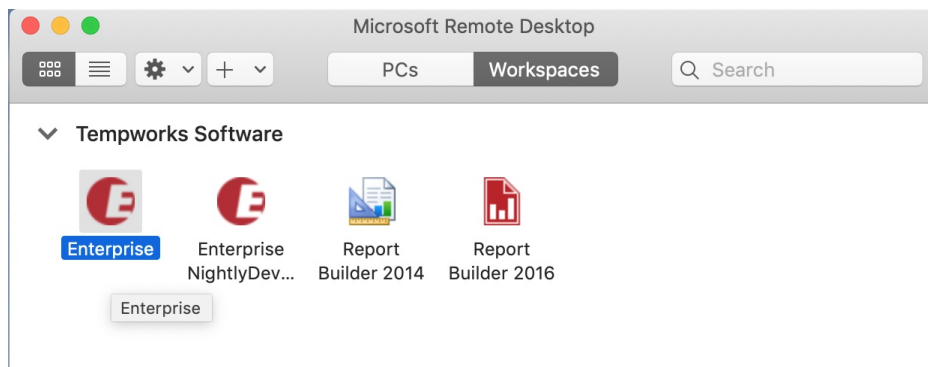 Microsoft Remote Desktop
PCs
Workspaces
Search
Tempworks Software
Enterprise
Enterprise
NightlyDev...
Report
Builder 2014
Report
Builder 2016
Enterprise